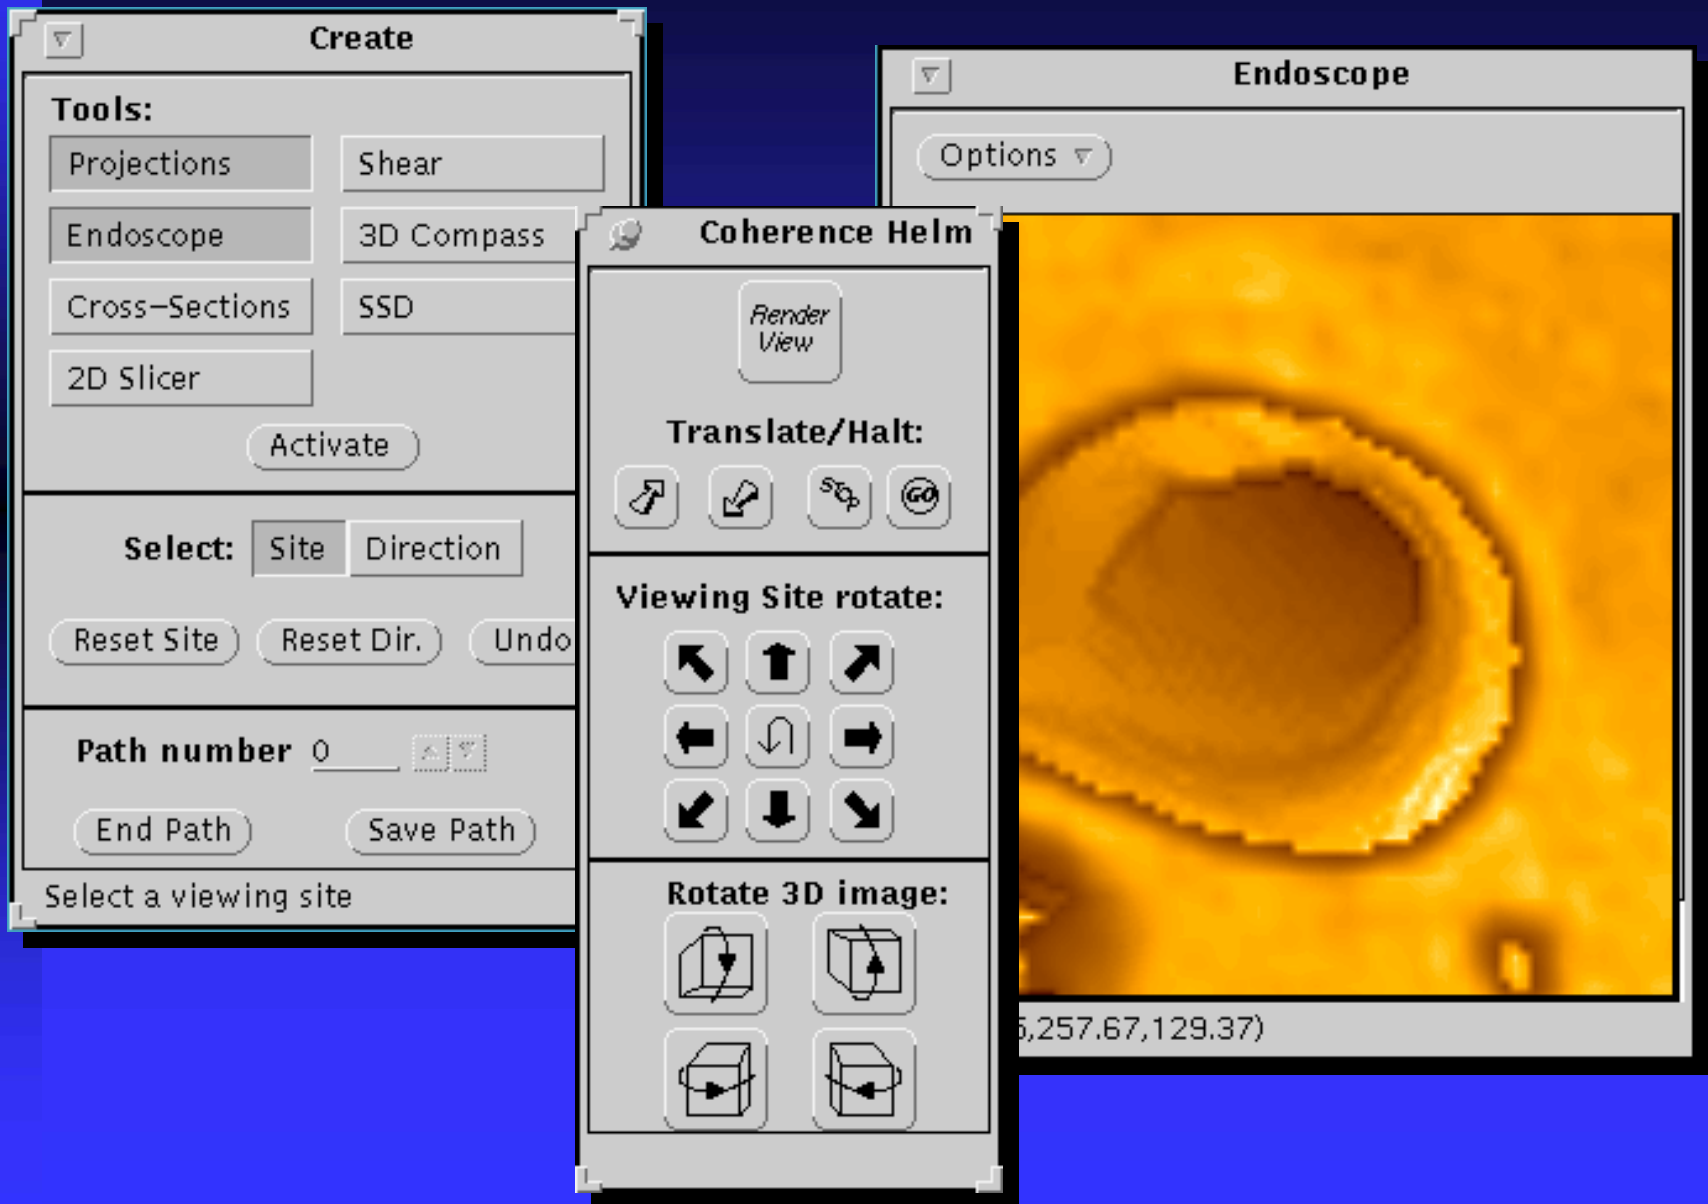 Create
Tools:
Projections
Shear
Endoscope
3D Compass
Cross-Sections
SSD
2D Slicer
Activate
Select:
Site
Direction
Reset Site
Reset Dir.
Undo
Path number
0
End Path
Save Path
Select a viewing site
Coherence Helm
Render
View
Translate/Halt:
STOP
GO
Viewing Site rotate:
Rotate 3D image:
Endoscope
Options
,257.67,129.37)